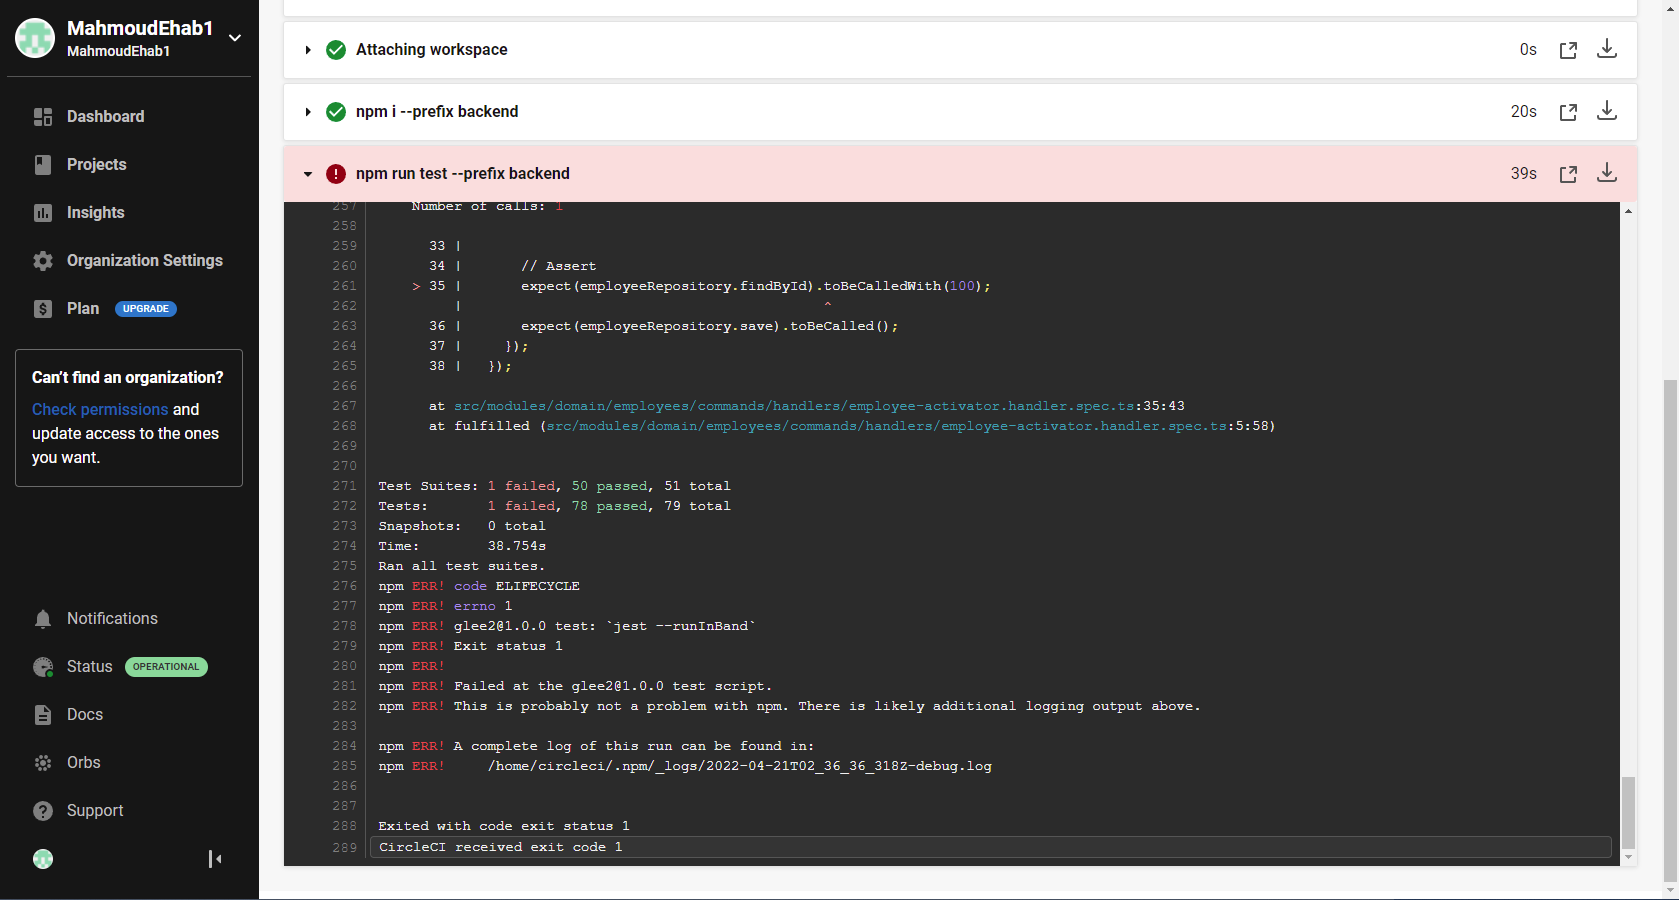 MahmoudEhab1
MahmoudEhab1
Dashboard
Projects
Insights
Organization Settings
Plan UPGRADE
Can't find an organization?
Check permissions and
update access to the ones
you want.
Notifications
Status OPERATIONAL
Docs
Orbs
Support
Attaching workspace 0s
npm i --prefix backend 20s
npm run test --prefix backend 39s
257 Number of calls: 1
258
259 33 |
260 34 | // Assert
261 > 35 | expect(employeeRepository.findById).toBeCalledWith(100);
262 | ^
263 36 | expect(employeeRepository.save).toBeCalled();
264 37 | });
265 38 | });
266
267 at src/modules/domain/employees/commands/handlers/employee-activator.handler.spec.ts:35:43
268 at fulfilled (src/modules/domain/employees/commands/handlers/employee-activator.handler.spec.ts:5:58)
269
270
271 Test Suites: 1 failed, 50 passed, 51 total
272 Tests: 1 failed, 78 passed, 79 total
273 Snapshots: 0 total
274 Time: 38.754s
275 Ran all test suites.
276 npm ERR! code ELIFECYCLE
277 npm ERR! errno 1
278 npm ERR! glee2@1.0.0 test: `jest --runInBand`
279 npm ERR! Exit status 1
280 npm ERR!
281 npm ERR! Failed at the glee2@1.0.0 test script.
282 npm ERR! This is probably not a problem with npm. There is likely additional logging output above.
283
284 npm ERR! A complete log of this run can be found in:
285 npm ERR! /home/circleci/.npm/_logs/2022-04-21T02_36_36_318Z-debug.log
286
287
288 Exited with code exit status 1
289 CircleCI received exit code 1